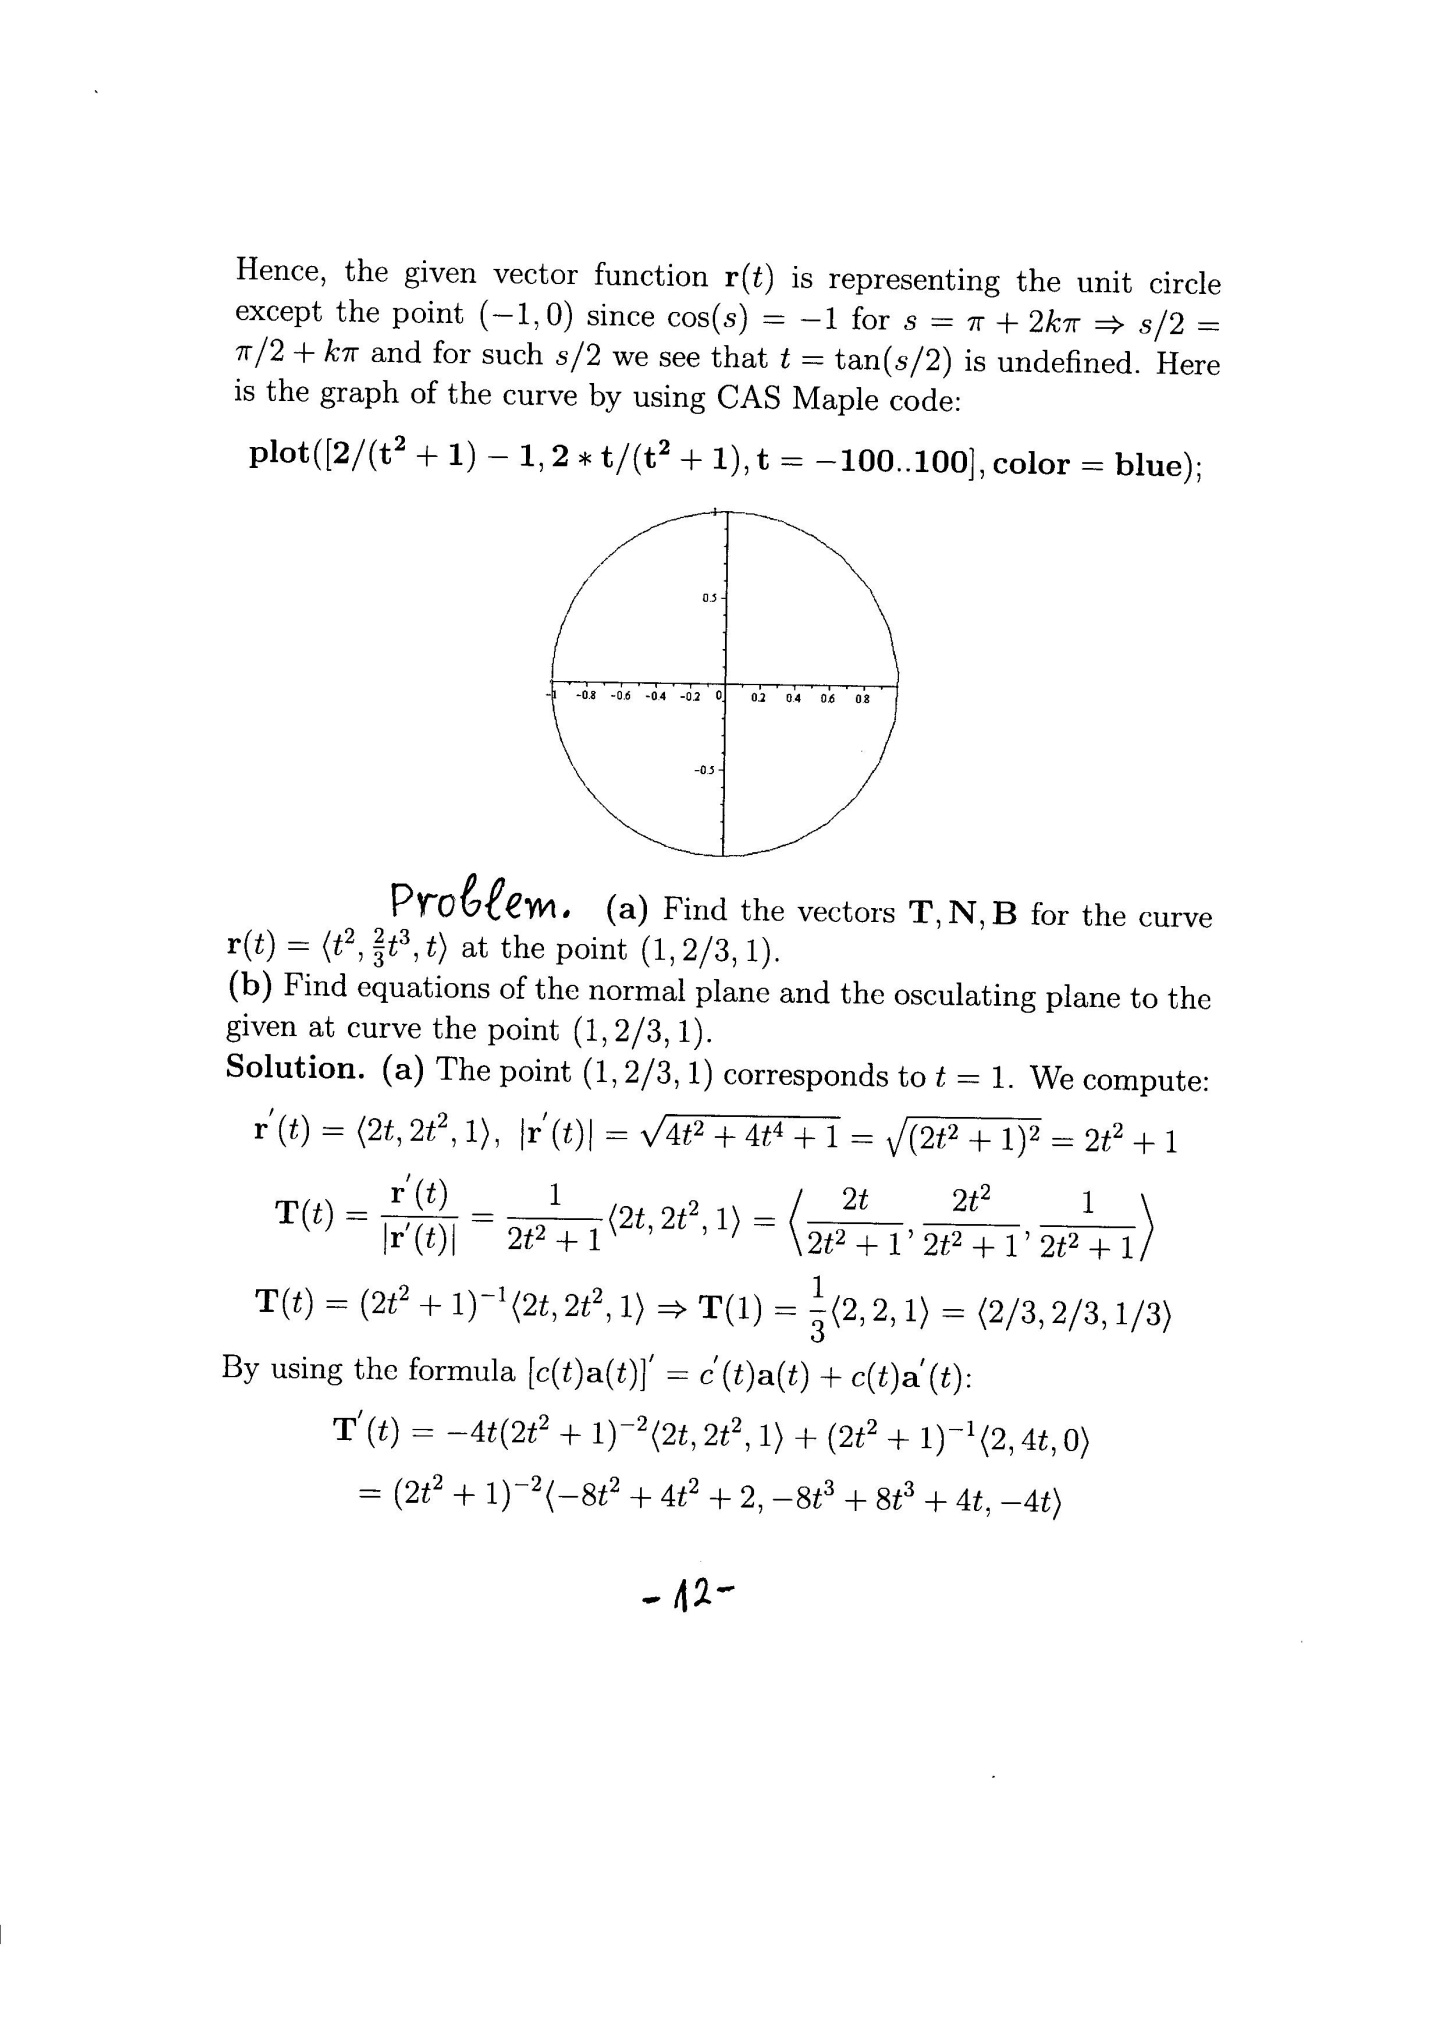 Hence, the given vector function r(t) is representing the unit circle
except the point (−1, 0) since cos(s) = −1 for s = π + 2kπ ⇒ s/2 =
π/2 + kπ and for such s/2 we see that t = tan(s/2) is undefined. Here
is the graph of the curve by using CAS Maple code:
plot([2/(t² + 1) − 1, 2 * t/(t² + 1), t = −100..100], color = blue);
1
0.5
-1 -0.8 -0.6 -0.4 -0.2 0 0.2 0.4 0.6 0.8
-0.5
Problem. (a) Find the vectors T, N, B for the curve
r(t) = ⟨t², 2/3 t³, t⟩ at the point (1, 2/3, 1).
(b) Find equations of the normal plane and the osculating plane to the
given at curve the point (1, 2/3, 1).
Solution. (a) The point (1, 2/3, 1) corresponds to t = 1. We compute:
r′(t) = ⟨2t, 2t², 1⟩, |r′(t)| = √(4t² + 4t⁴ + 1) = √((2t² + 1)²) = 2t² + 1
T(t) = r′(t)/|r′(t)| = 1/(2t² + 1) ⟨2t, 2t², 1⟩ = ⟨2t/(2t² + 1), 2t²/(2t² + 1), 1/(2t² + 1)⟩
T(t) = (2t² + 1)⁻¹⟨2t, 2t², 1⟩ ⇒ T(1) = 1/3 ⟨2, 2, 1⟩ = ⟨2/3, 2/3, 1/3⟩
By using the formula [c(t)a(t)]′ = c′(t)a(t) + c(t)a′(t):
T′(t) = −4t(2t² + 1)⁻²⟨2t, 2t², 1⟩ + (2t² + 1)⁻¹⟨2, 4t, 0⟩
= (2t² + 1)⁻²⟨−8t² + 4t² + 2, −8t³ + 8t³ + 4t, −4t⟩
- 12 -